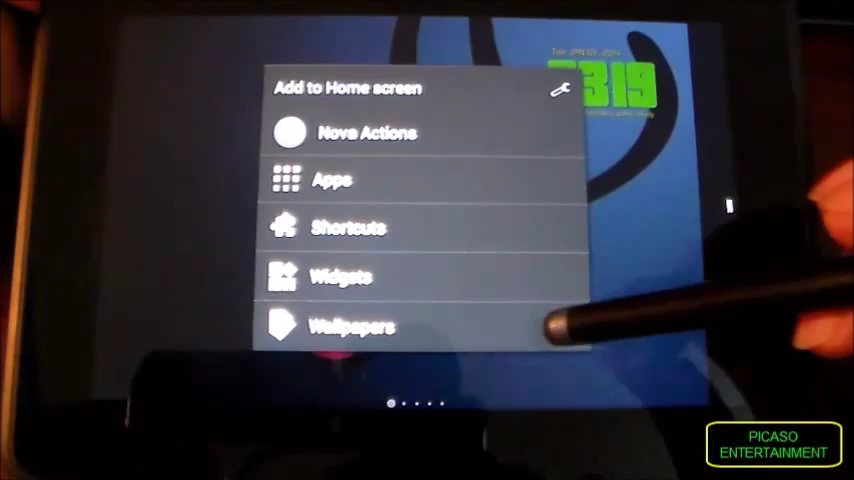 Add to Home screen
Nova Actions
Apps
Shortcuts
Widgets
Wallpapers
PICASO
ENTERTAINMENT